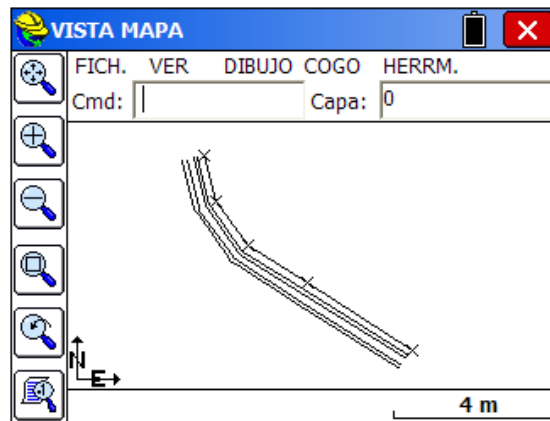 VISTA MAPA
FICH. VER DIBUJO COGO HERRM.
Cmd: Capa: 0
N
E
4 m